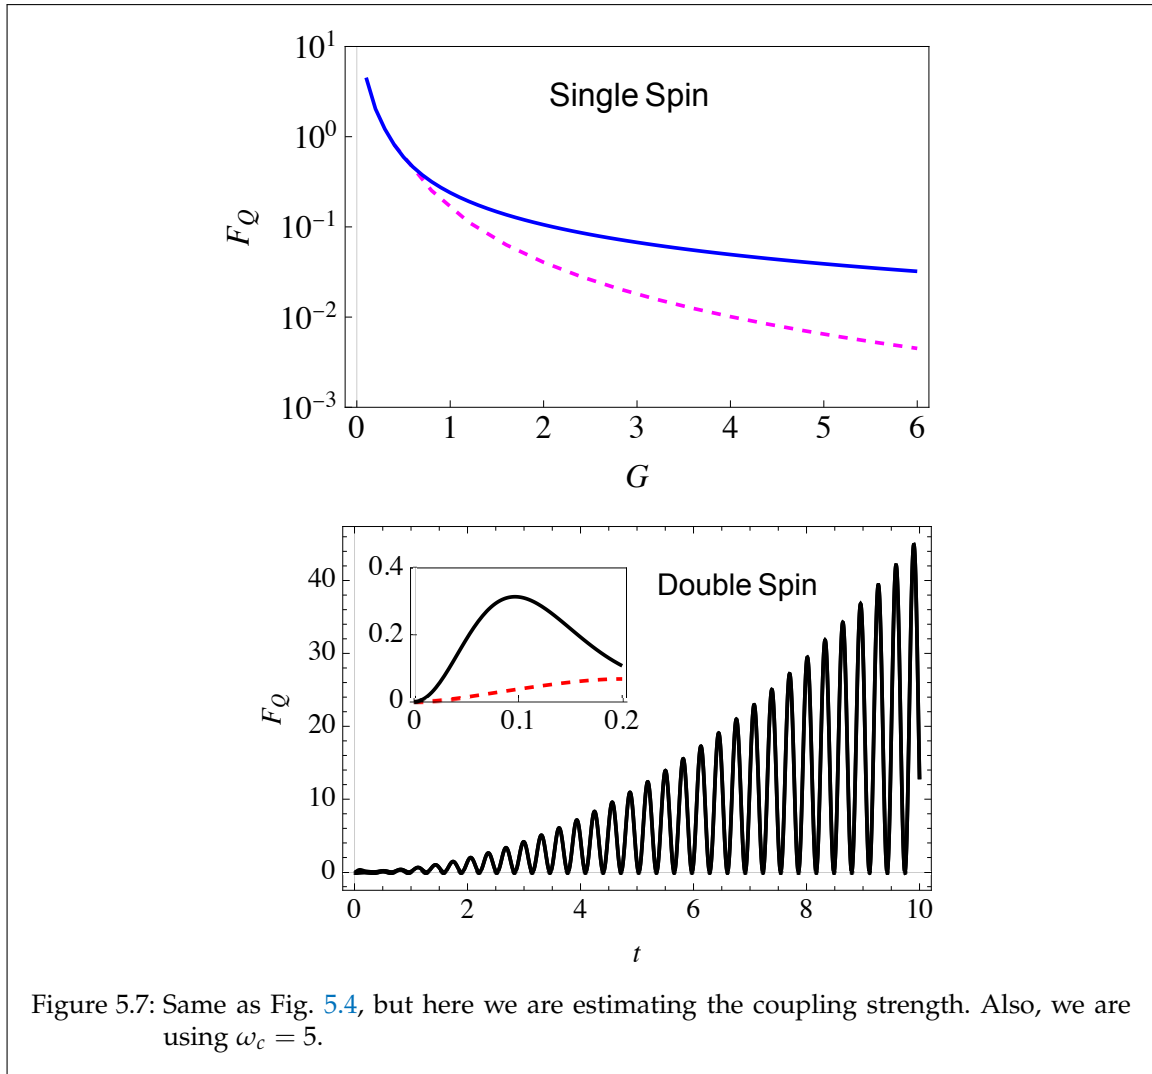 10^1
Single Spin
10^0
10^-1
F_Q
10^-2
10^-3
0 1 2 3 4 5 6
G
40
30
20
10
0
F_Q
0.4
0.2
0
0 0.1 0.2
Double Spin
0 2 4 6 8 10
t
Figure 5.7: Same as Fig. 5.4, but here we are estimating the coupling strength. Also, we are
using ω_c = 5.